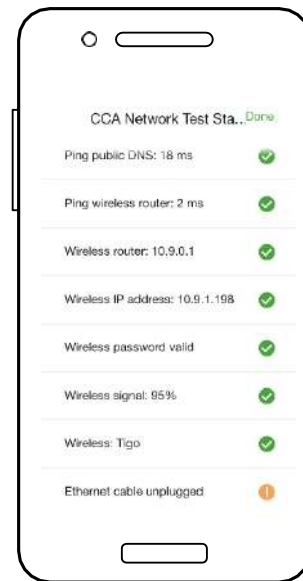 CCA Network Test Sta..
Done
Ping public DNS: 18 ms
Ping wireless router: 2 ms
Wireless router: 10.9.0.1
Wireless IP address: 10.9.1.198
Wireless password valid
Wireless signal: 95%
Wireless: Tigo
Ethernet cable unplugged